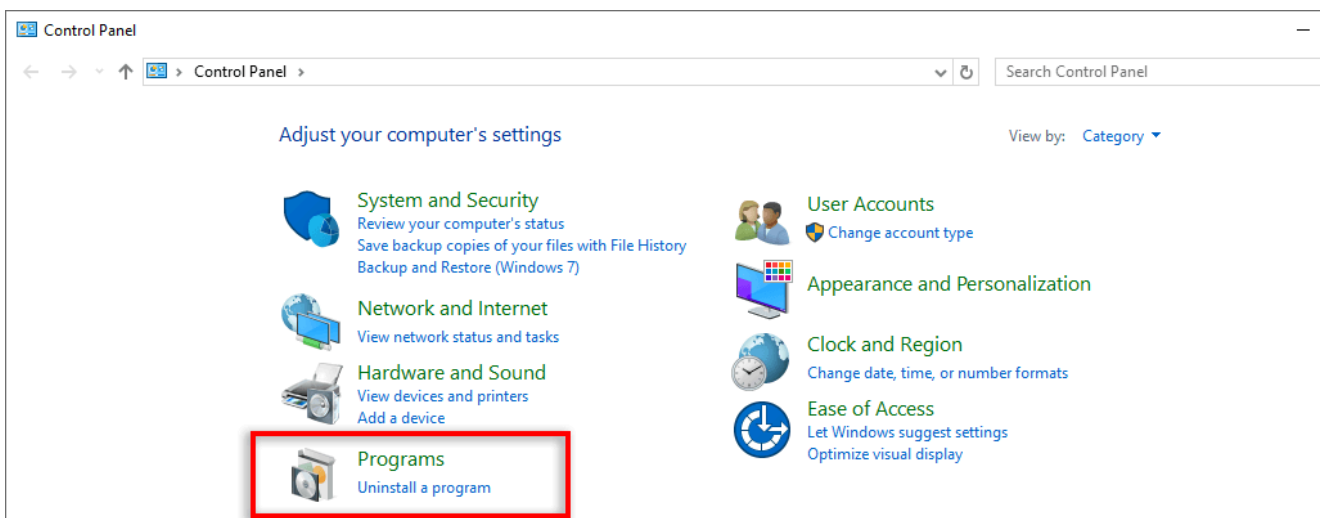 Control Panel
Control Panel
Search Control Panel
Adjust your computer's settings
View by: Category
System and Security
Review your computer's status
Save backup copies of your files with File History
Backup and Restore (Windows 7)
Network and Internet
View network status and tasks
Hardware and Sound
View devices and printers
Add a device
Programs
Uninstall a program
User Accounts
Change account type
Appearance and Personalization
Clock and Region
Change date, time, or number formats
Ease of Access
Let Windows suggest settings
Optimize visual display